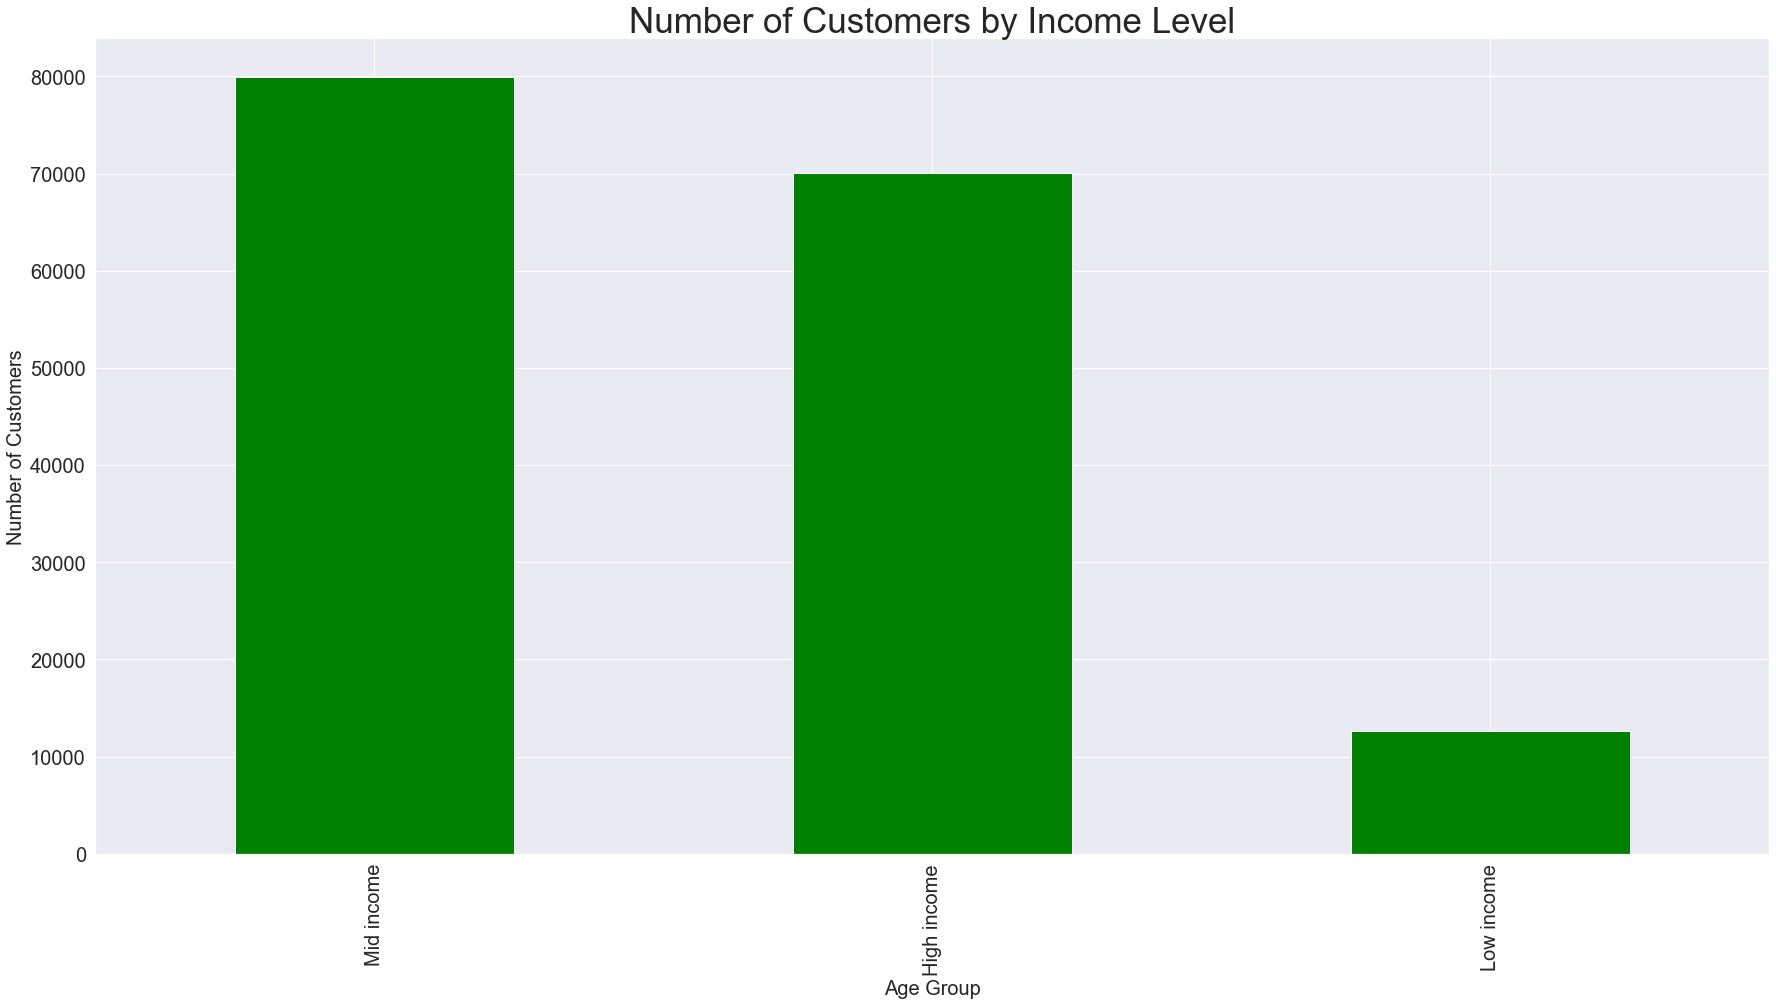 Number of Customers by Income Level
Number of Customers
80000
70000
60000
50000
40000
30000
20000
10000
0
Mid income
High income
Low income
Age Group